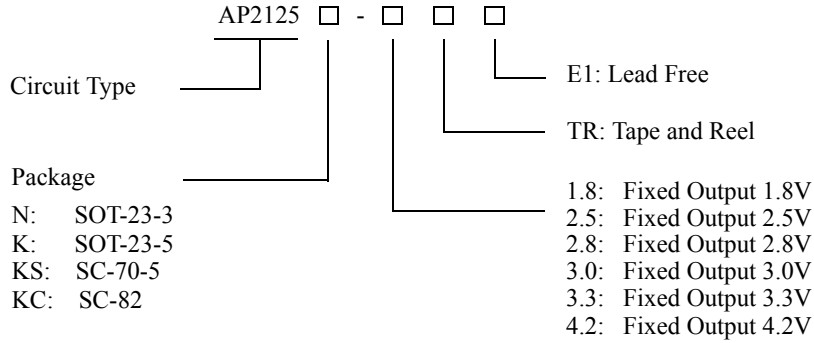 AP2125 □ - □ □ □
Circuit Type
Package
N: SOT-23-3
K: SOT-23-5
KS: SC-70-5
KC: SC-82
E1: Lead Free
TR: Tape and Reel
1.8: Fixed Output 1.8V
2.5: Fixed Output 2.5V
2.8: Fixed Output 2.8V
3.0: Fixed Output 3.0V
3.3: Fixed Output 3.3V
4.2: Fixed Output 4.2V